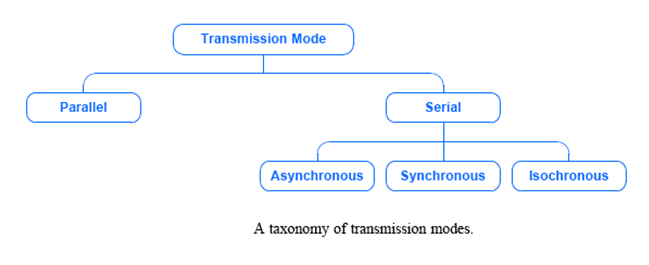 Transmission Mode
Parallel
Serial
Asynchronous
Synchronous
Isochronous
A taxonomy of transmission modes.